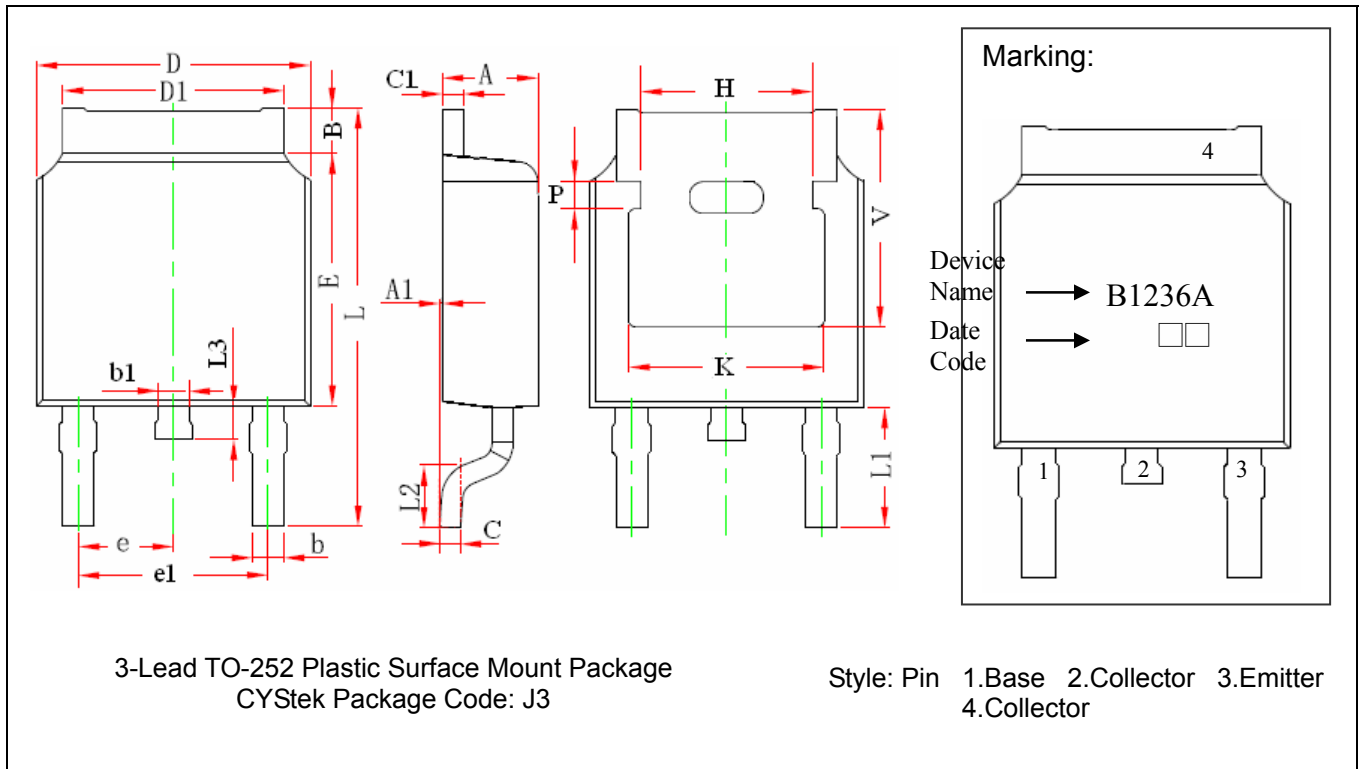 D
D1
B
E
L
L3
b1
e
e1
b
C1
A
A1
L2
C
H
P
V
K
L1
Marking:
4
Device
Name
B1236A
Date
Code
1
2
3
3-Lead TO-252 Plastic Surface Mount Package
CYStek Package Code: J3
Style: Pin 1.Base 2.Collector 3.Emitter
4.Collector